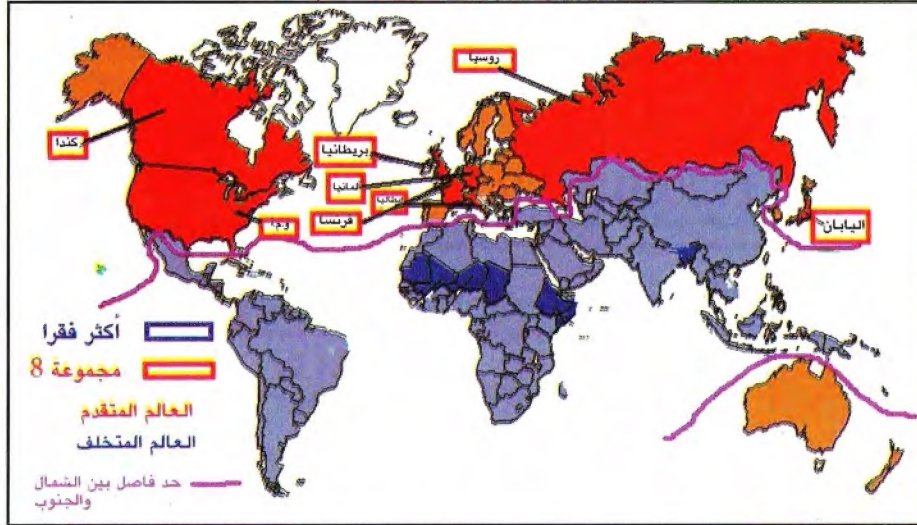 روسيا
كندا
بريطانيا
ألمانيا
إيطاليا
فرنسا
و.م.أ
اليابان
أكثر فقرا
مجموعة 8
العالم المتقدم
العالم المتخلف
حد فاصل بين الشمال
والجنوب